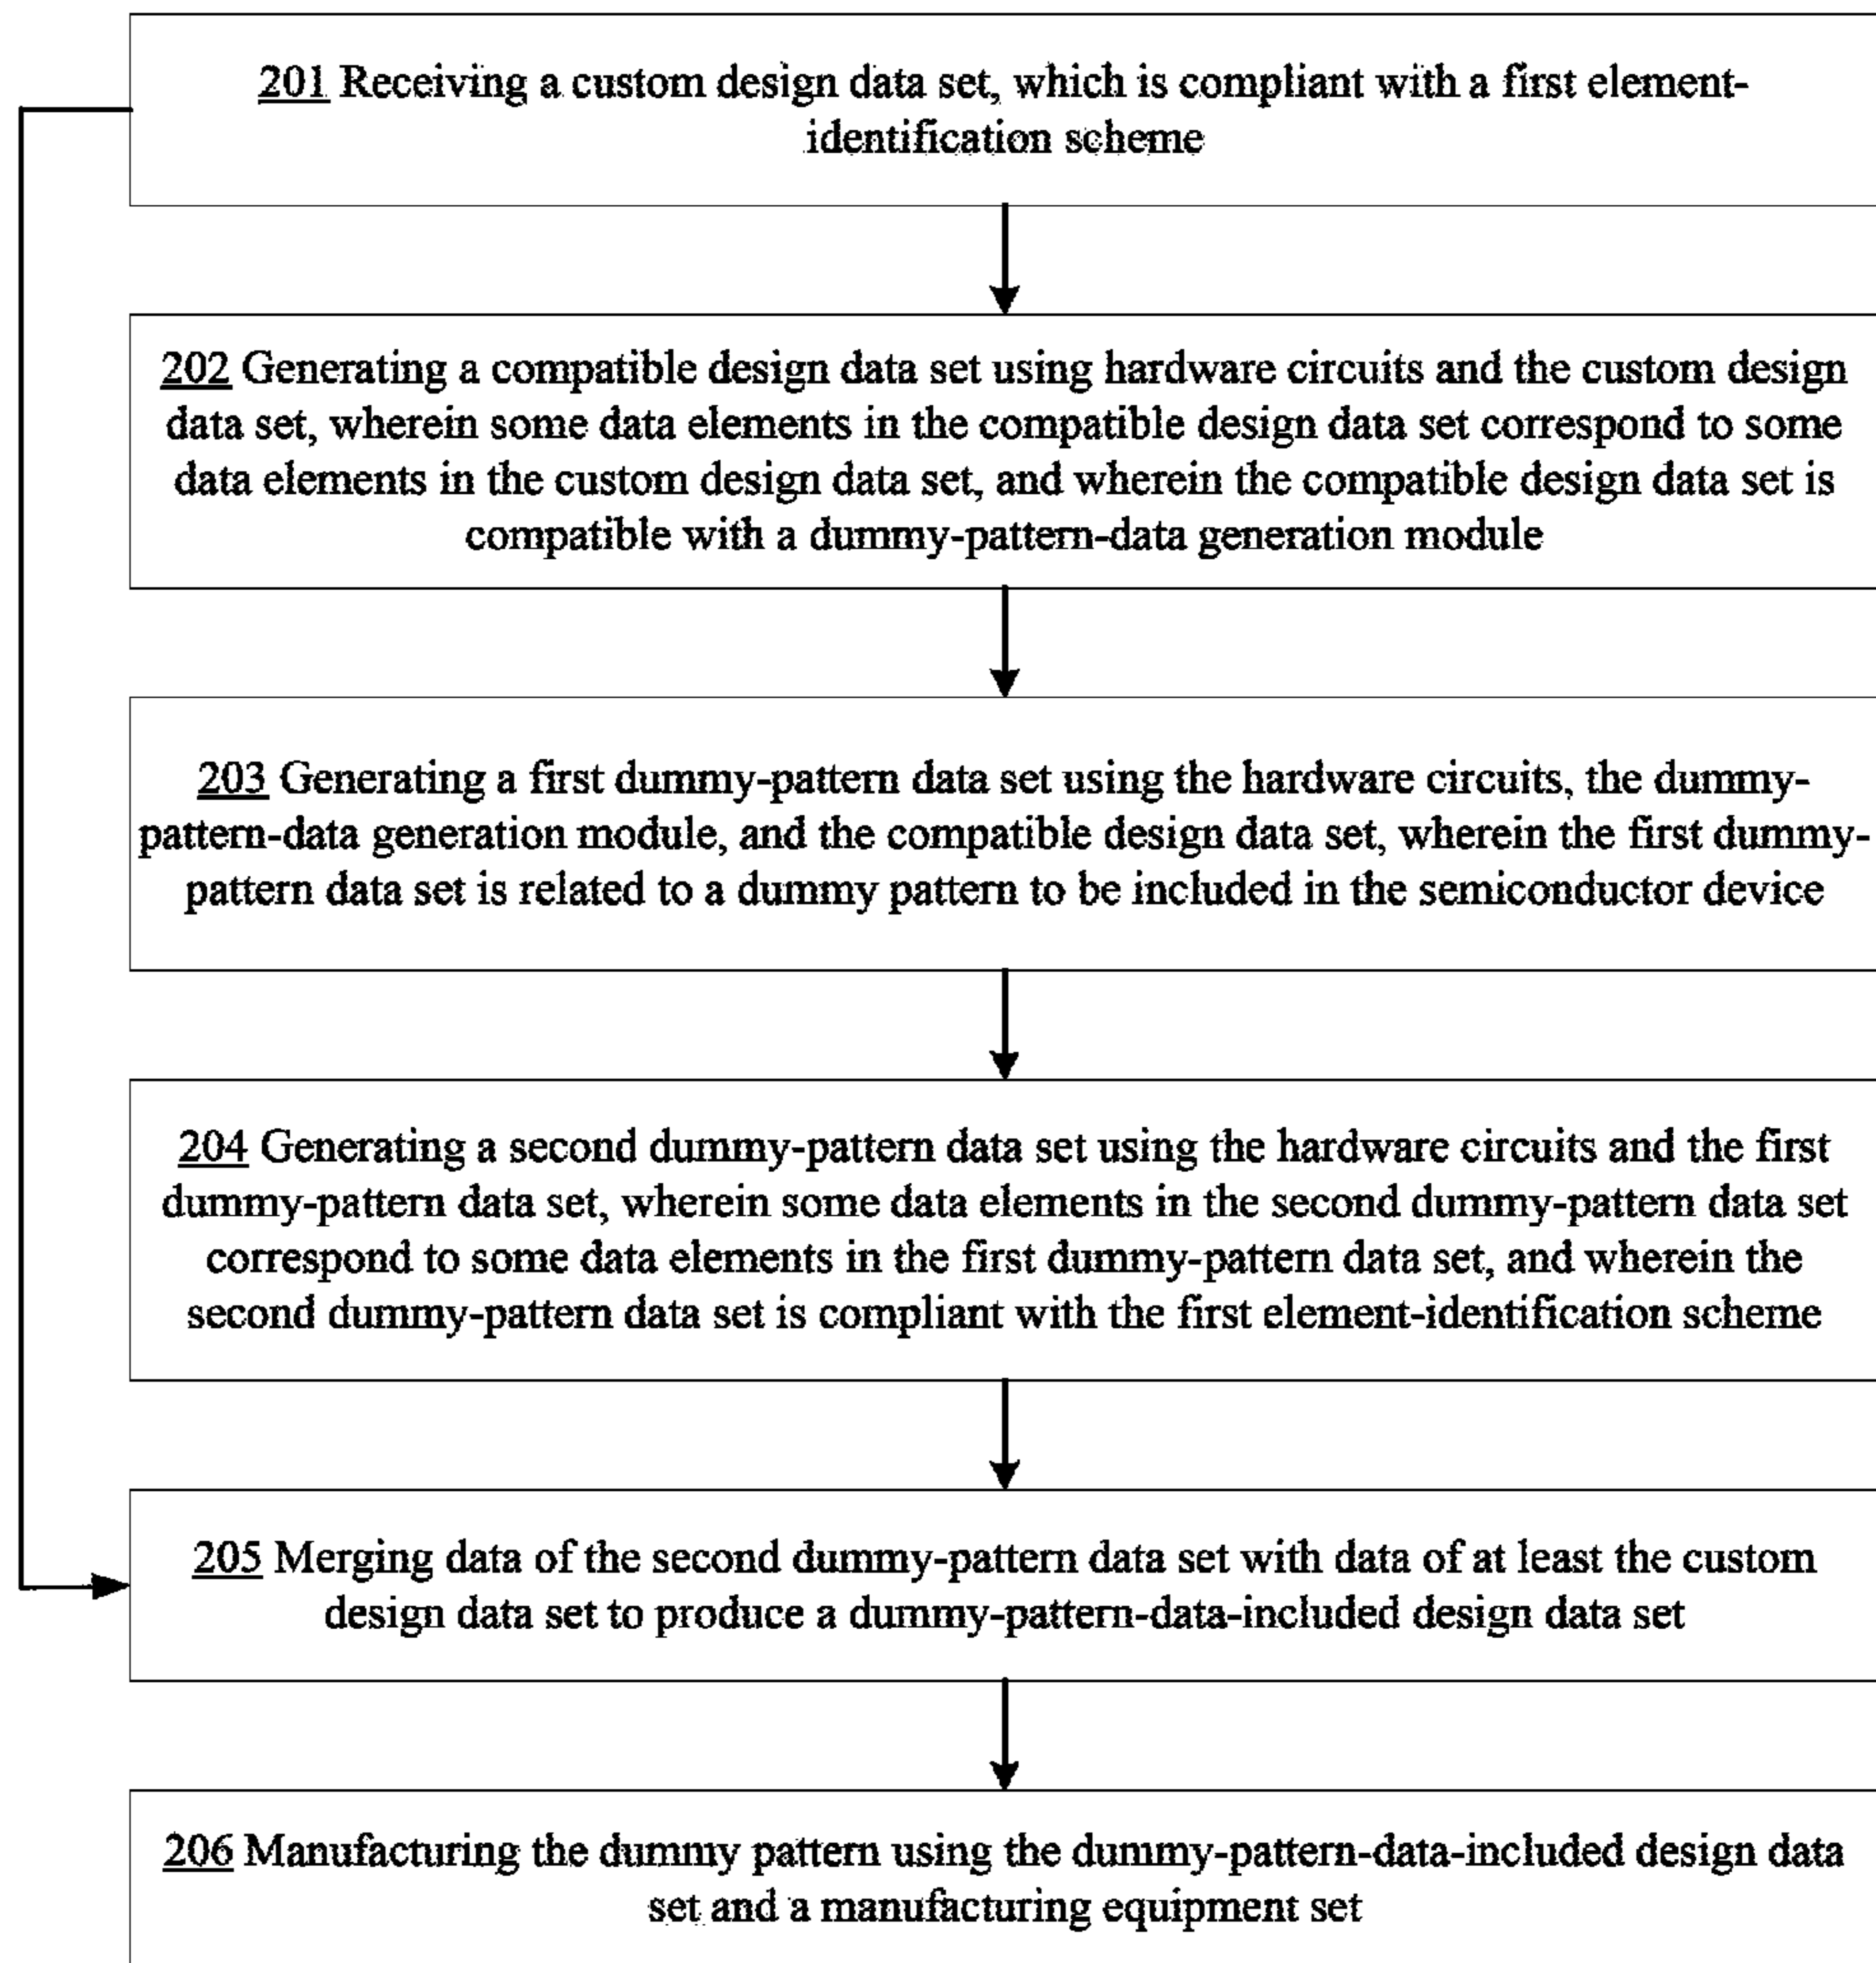 201 Receiving a custom design data set, which is compliant with a first element-
identification scheme
202 Generating a compatible design data set using hardware circuits and the custom design
data set, wherein some data elements in the compatible design data set correspond to some
data elements in the custom design data set, and wherein the compatible design data set is
compatible with a dummy-pattern-data generation module
203 Generating a first dummy-pattern data set using the hardware circuits, the dummy-
pattern-data generation module, and the compatible design data set, wherein the first dummy-
pattern data set is related to a dummy pattern to be included in the semiconductor device
204 Generating a second dummy-pattern data set using the hardware circuits and the first
dummy-pattern data set, wherein some data elements in the second dummy-pattern data set
correspond to some data elements in the first dummy-pattern data set, and wherein the
second dummy-pattern data set is compliant with the first element-identification scheme
205 Merging data of the second dummy-pattern data set with data of at least the custom
design data set to produce a dummy-pattern-data-included design data set
206 Manufacturing the dummy pattern using the dummy-pattern-data-included design data
set and a manufacturing equipment set